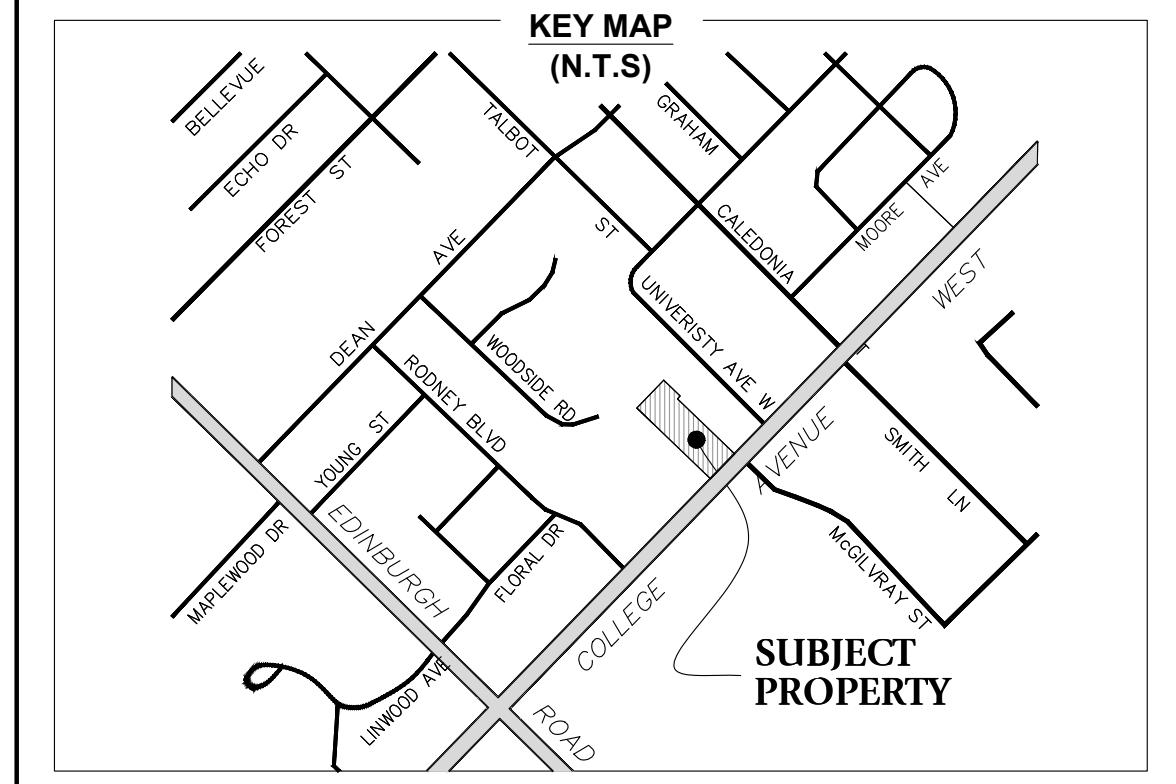 KEY MAP
(N.T.S)
BELLEVUE
ECHO DR
FOREST ST
TALBOT ST
GRAHAM
CALEDONIA
MOORE AVE
DEAN AVE
UNIVERISTY AVE W
WOODSIDE RD
RODNEY BLVD
YOUNG ST
MAPLEWOOD DR
EDINBURGH ROAD
FLORAL DR
LINWOOD AVE
COLLEGE AVENUE WEST
SMITH LN
McGILVRAY ST
SUBJECT
PROPERTY